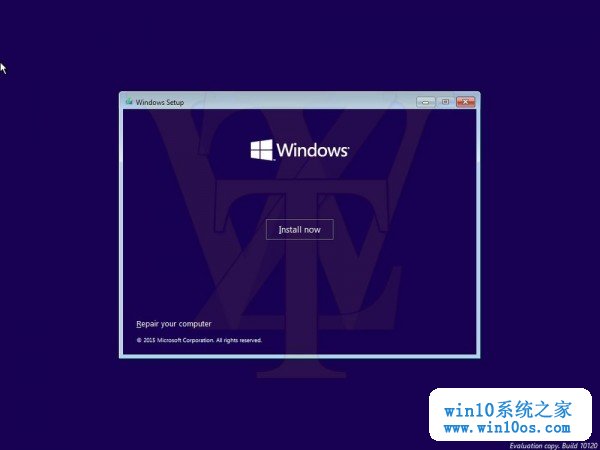 Windows Setup
Windows
Install now
Repair your computer
© 2015 Microsoft Corporation. All rights reserved.
win10系统之家
www.win10os.com
Evaluation copy. Build 10120